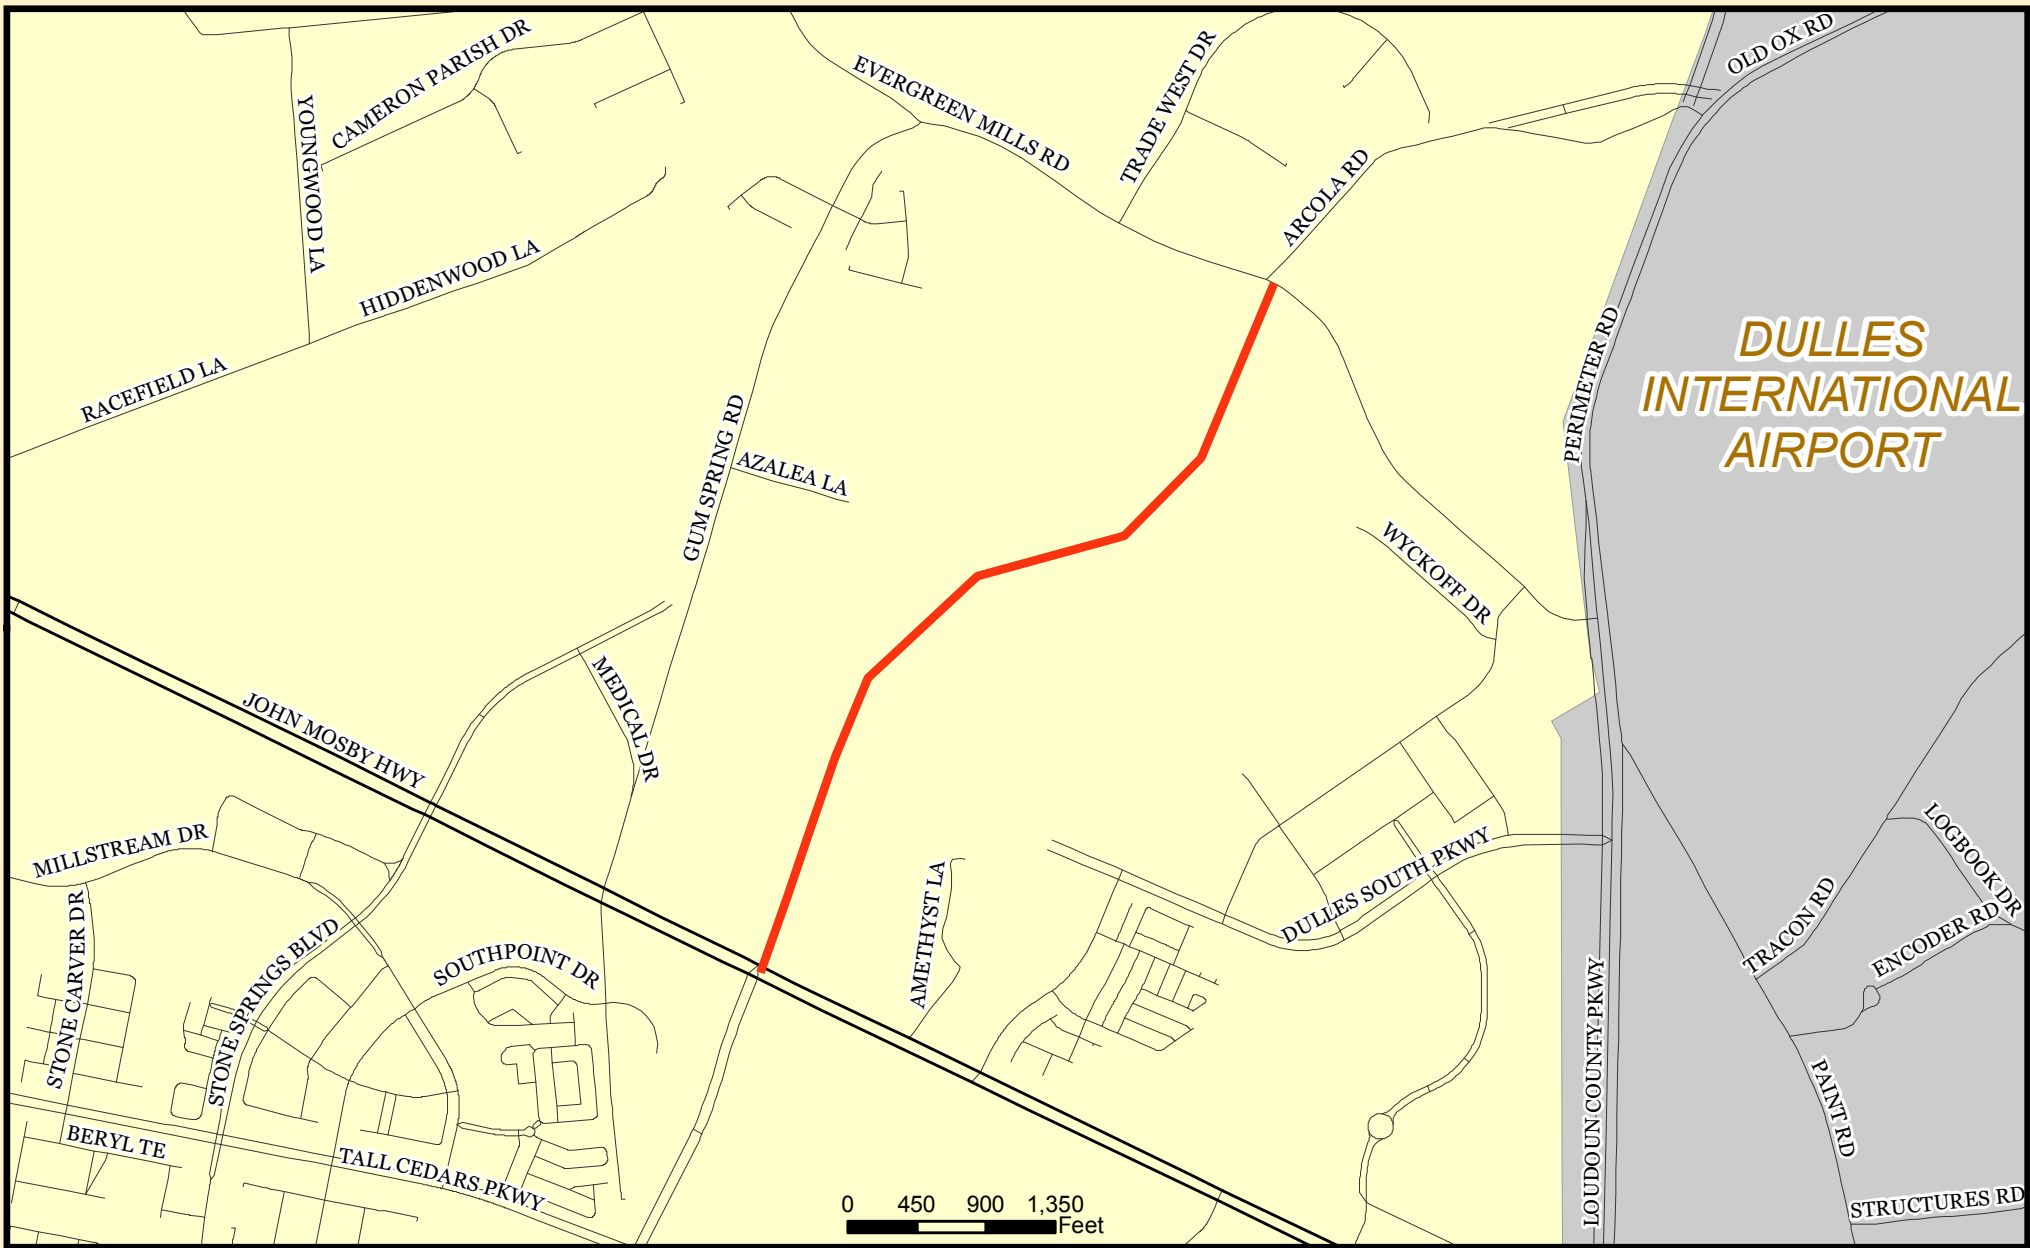 OLD OX RD
CAMERON PARISH DR
EVERGREEN MILLS RD
TRADE WEST DR
YOUNGWOOD LA
ARCOLA RD
HIDDENWOOD LA
PERIMETER RD
DULLES
INTERNATIONAL
AIRPORT
RACEFIELD LA
GUM SPRING RD
AZALEA LA
WYCKOFF DR
MEDICAL DR
JOHN MOSBY HWY
MILLSTREAM DR
DULLES SOUTH PKWY
LOGBOOK DR
AMETHYST LA
TRACON RD
ENCODER RD
STONE CARVER DR
STONE SPRINGS BLVD
SOUTHPOINT DR
LOUDOUN COUNTY PKWY
PAINT RD
BERYL TE
TALL CEDARS PKWY
STRUCTURES RD
0 450 900 1,350
Feet